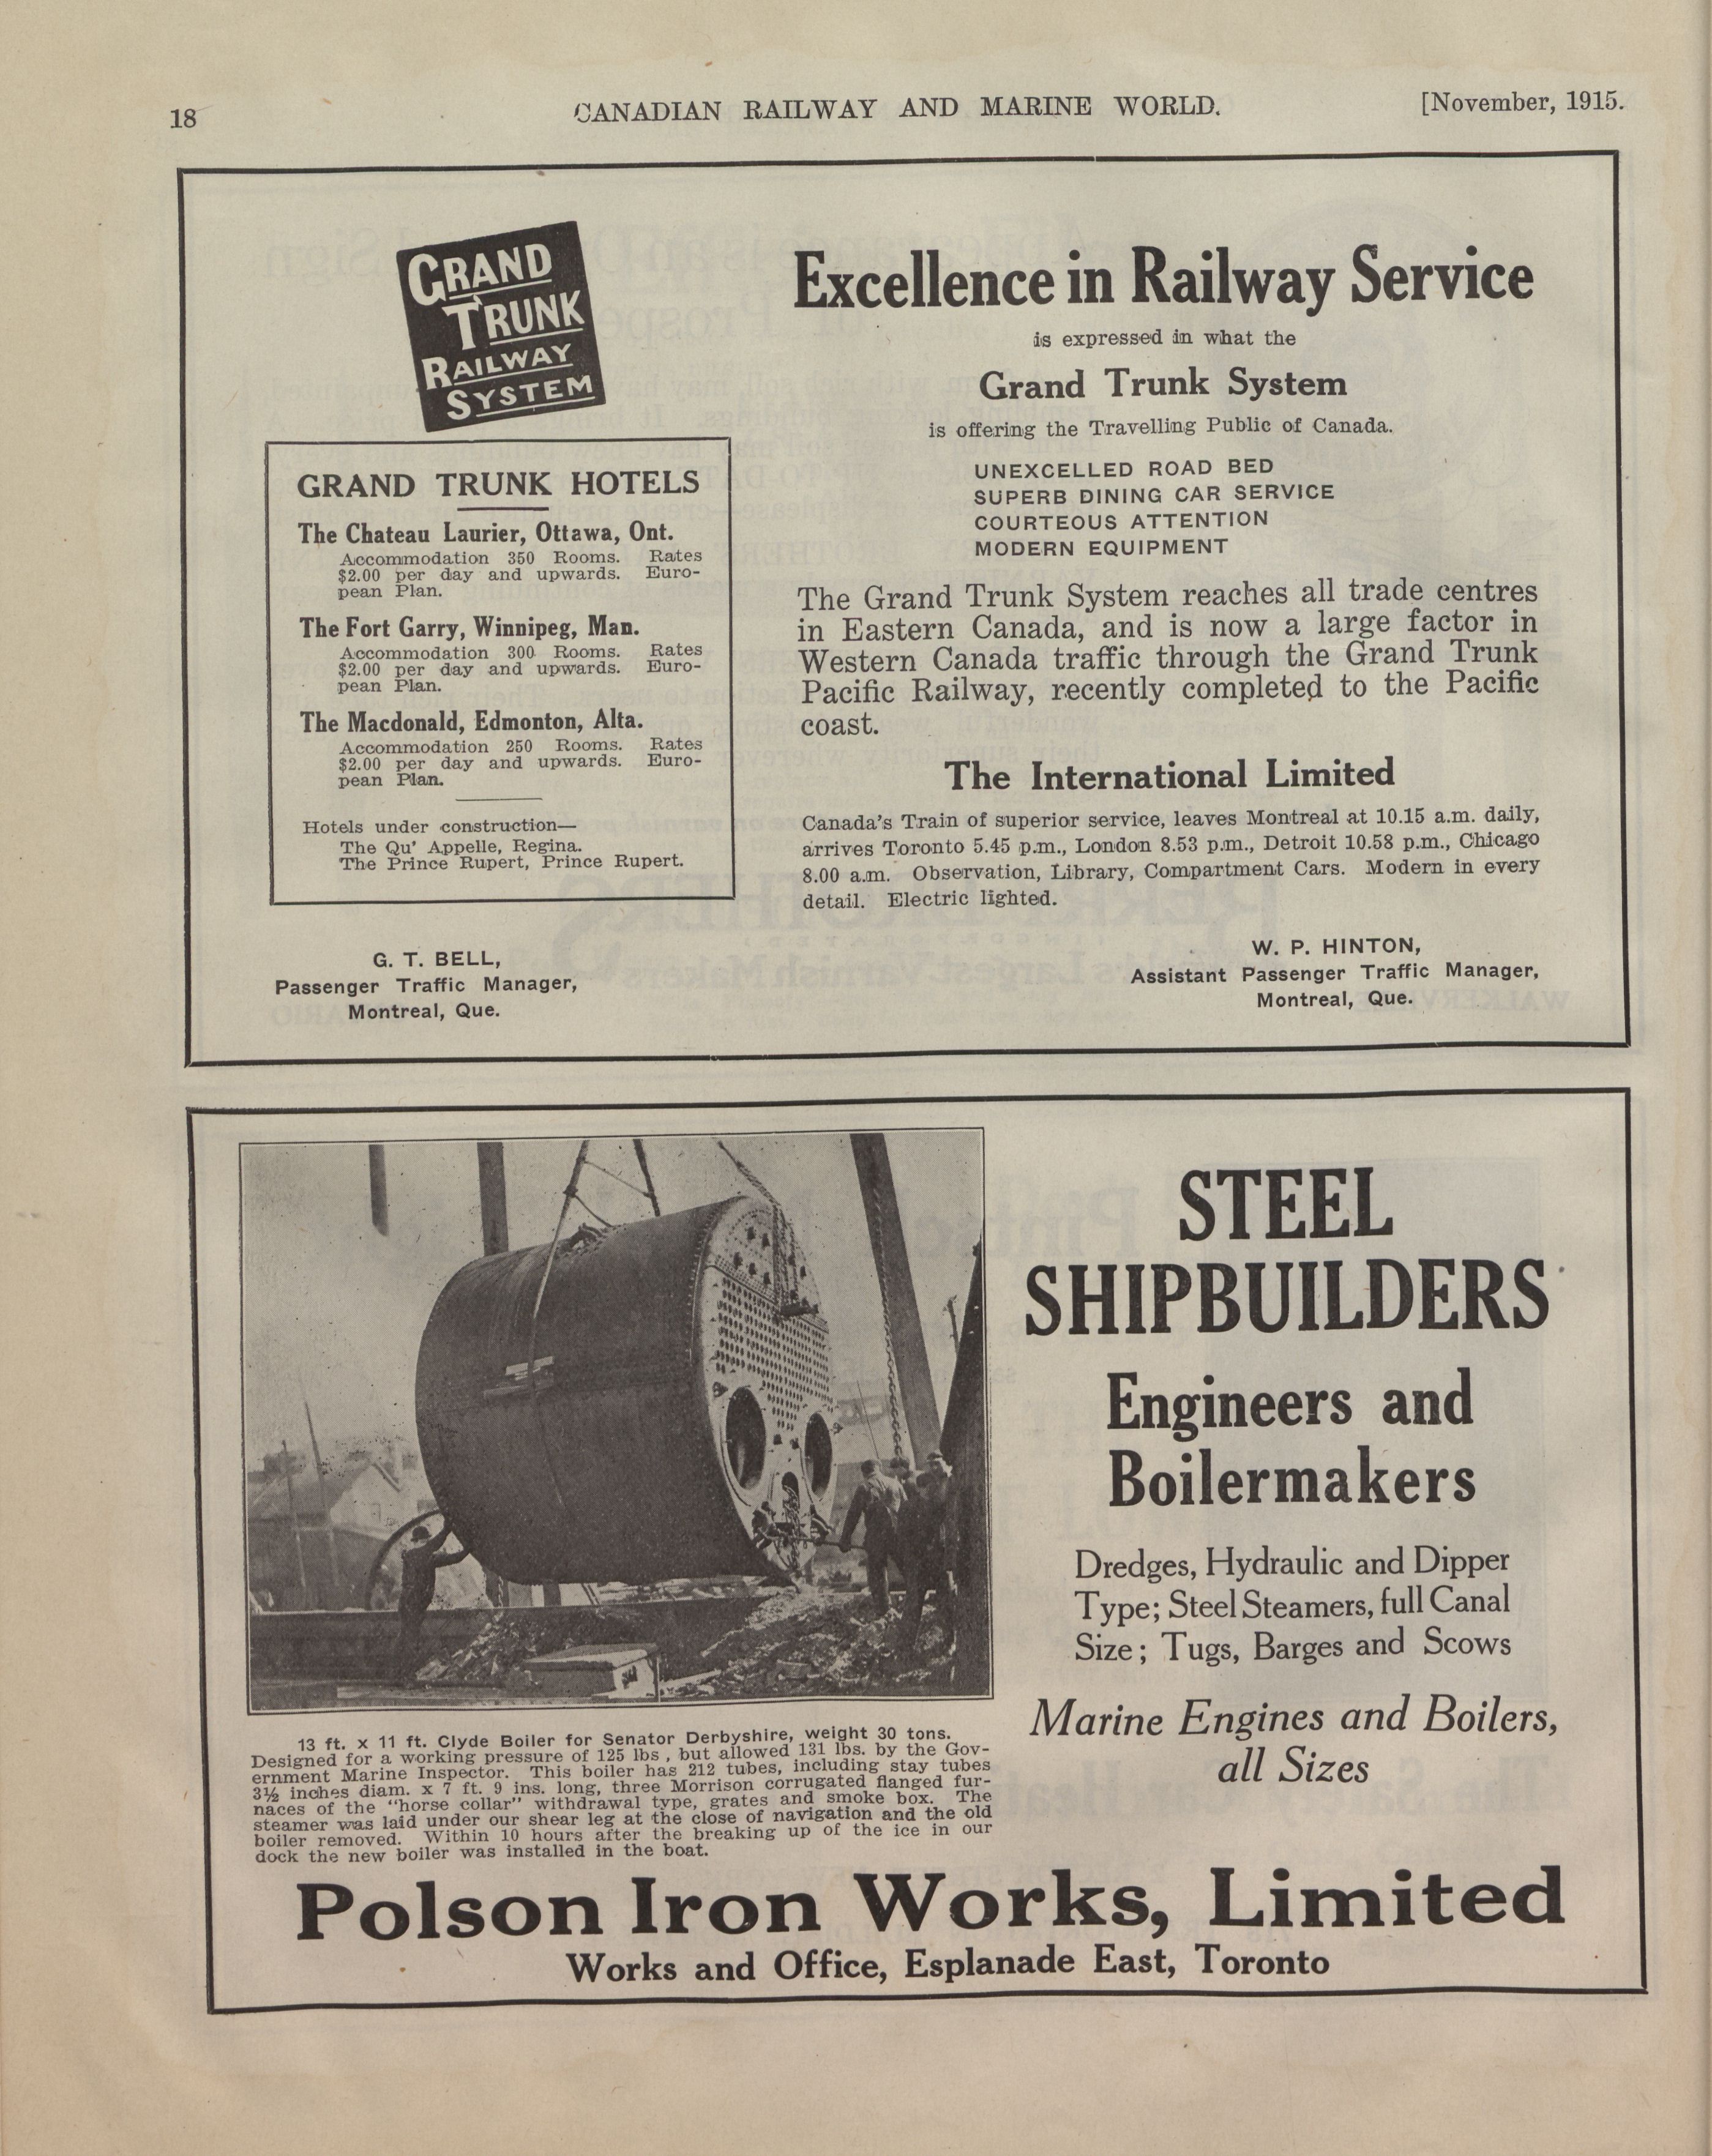 18
CANADIAN RAILWAY AND MARINE WORLD.
[November, 1915.
GRAND
TRUNK
RAILWAY
SYSTEM
GRAND TRUNK HOTELS
The Chateau Laurier, Ottawa, Ont.
Accommodation 350 Rooms. Rates
$2.00 per day and upwards. Euro-
pean Plan.
The Fort Garry, Winnipeg, Man.
Accommodation 300 Rooms. Rates
$2.00 per day and upwards. Euro-
pean Plan.
The Macdonald, Edmonton, Alta.
Accommodation 250 Rooms. Rates
$2.00 per day and upwards. Euro-
pean Plan.
Hotels under construction—
The Qu' Appelle, Regina.
The Prince Rupert, Prince Rupert.
Excellence in Railway Service
is expressed in what the
Grand Trunk System
is offering the Travelling Public of Canada.
UNEXCELLED ROAD BED
SUPERB DINING CAR SERVICE
COURTEOUS ATTENTION
MODERN EQUIPMENT
The Grand Trunk System reaches all trade centres
in Eastern Canada, and is now a large factor in
Western Canada traffic through the Grand Trunk
Pacific Railway, recently completed to the Pacific
coast.
The International Limited
Canada's Train of superior service, leaves Montreal at 10.15 a.m. daily,
arrives Toronto 5.45 p.m., London 8.53 p.m., Detroit 10.58 p.m., Chicago
8.00 a.m. Observation, Library, Compartment Cars. Modern in every
detail. Electric lighted.
G. T. BELL,
Passenger Traffic Manager,
Montreal, Que.
W. P. HINTON,
Assistant Passenger Traffic Manager,
Montreal, Que.
13 ft. x 11 ft. Clyde Boiler for Senator Derbyshire, weight 30 tons.
Designed for a working pressure of 125 lbs, but allowed 131 lbs. by the Gov-
ernment Marine Inspector. This boiler has 212 tubes, including stay tubes
3½ inches diam. x 7 ft. 9 ins. long, three Morrison corrugated flanged fur-
naces of the "horse collar" withdrawal type, grates and smoke box. The
steamer was laid under our shear leg at the close of navigation and the old
boiler removed. Within 10 hours after the breaking up of the ice in our
dock the new boiler was installed in the boat.
STEEL
SHIPBUILDERS
Engineers and
Boilermakers
Dredges, Hydraulic and Dipper
Type; Steel Steamers, full Canal
Size; Tugs, Barges and Scows
Marine Engines and Boilers,
all Sizes
Polson Iron Works, Limited
Works and Office, Esplanade East, Toronto